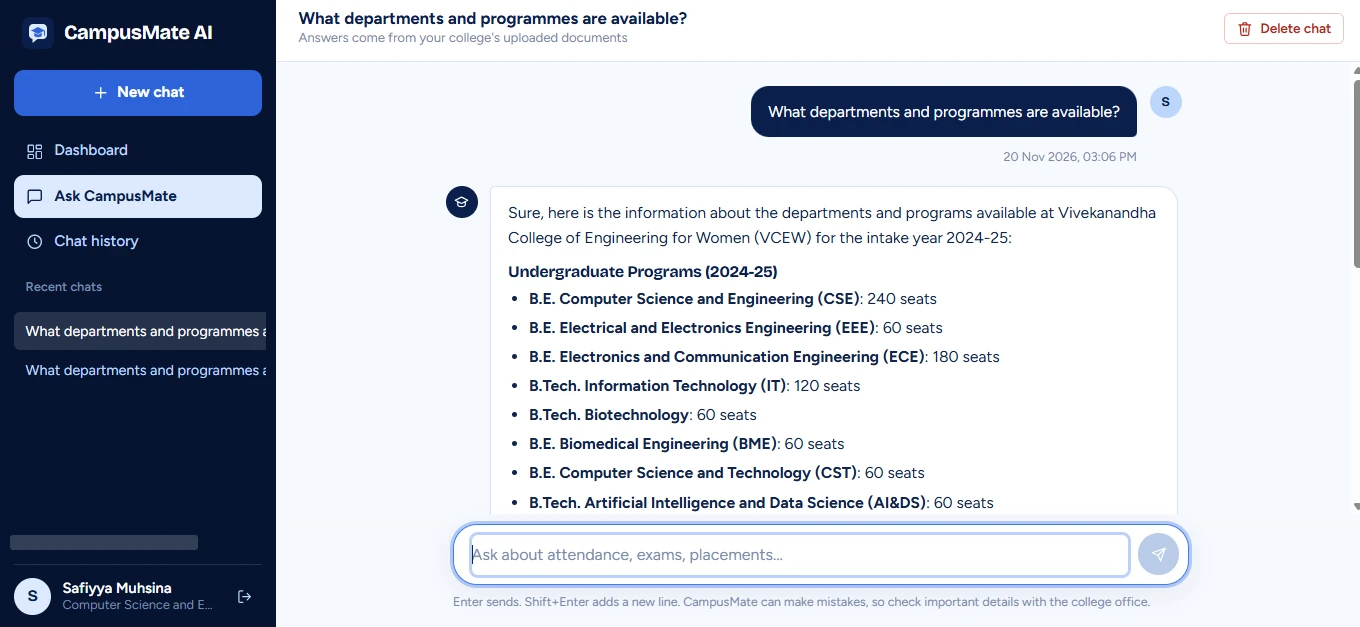 CampusMate AI
+ New chat
Dashboard
Ask CampusMate
Chat history
Recent chats
What departments and programmes a
What departments and programmes a
S
Safiyya Muhsina
Computer Science and E...
What departments and programmes are available?
Answers come from your college's uploaded documents
Delete chat
What departments and programmes are available?
S
20 Nov 2026, 03:06 PM
Sure, here is the information about the departments and programs available at Vivekanandha
College of Engineering for Women (VCEW) for the intake year 2024-25:
Undergraduate Programs (2024-25)
• B.E. Computer Science and Engineering (CSE): 240 seats
• B.E. Electrical and Electronics Engineering (EEE): 60 seats
• B.E. Electronics and Communication Engineering (ECE): 180 seats
• B.Tech. Information Technology (IT): 120 seats
• B.Tech. Biotechnology: 60 seats
• B.E. Biomedical Engineering (BME): 60 seats
• B.E. Computer Science and Technology (CST): 60 seats
• B.Tech. Artificial Intelligence and Data Science (AI&DS): 60 seats
Ask about attendance, exams, placements...
Enter sends. Shift+Enter adds a new line. CampusMate can make mistakes, so check important details with the college office.